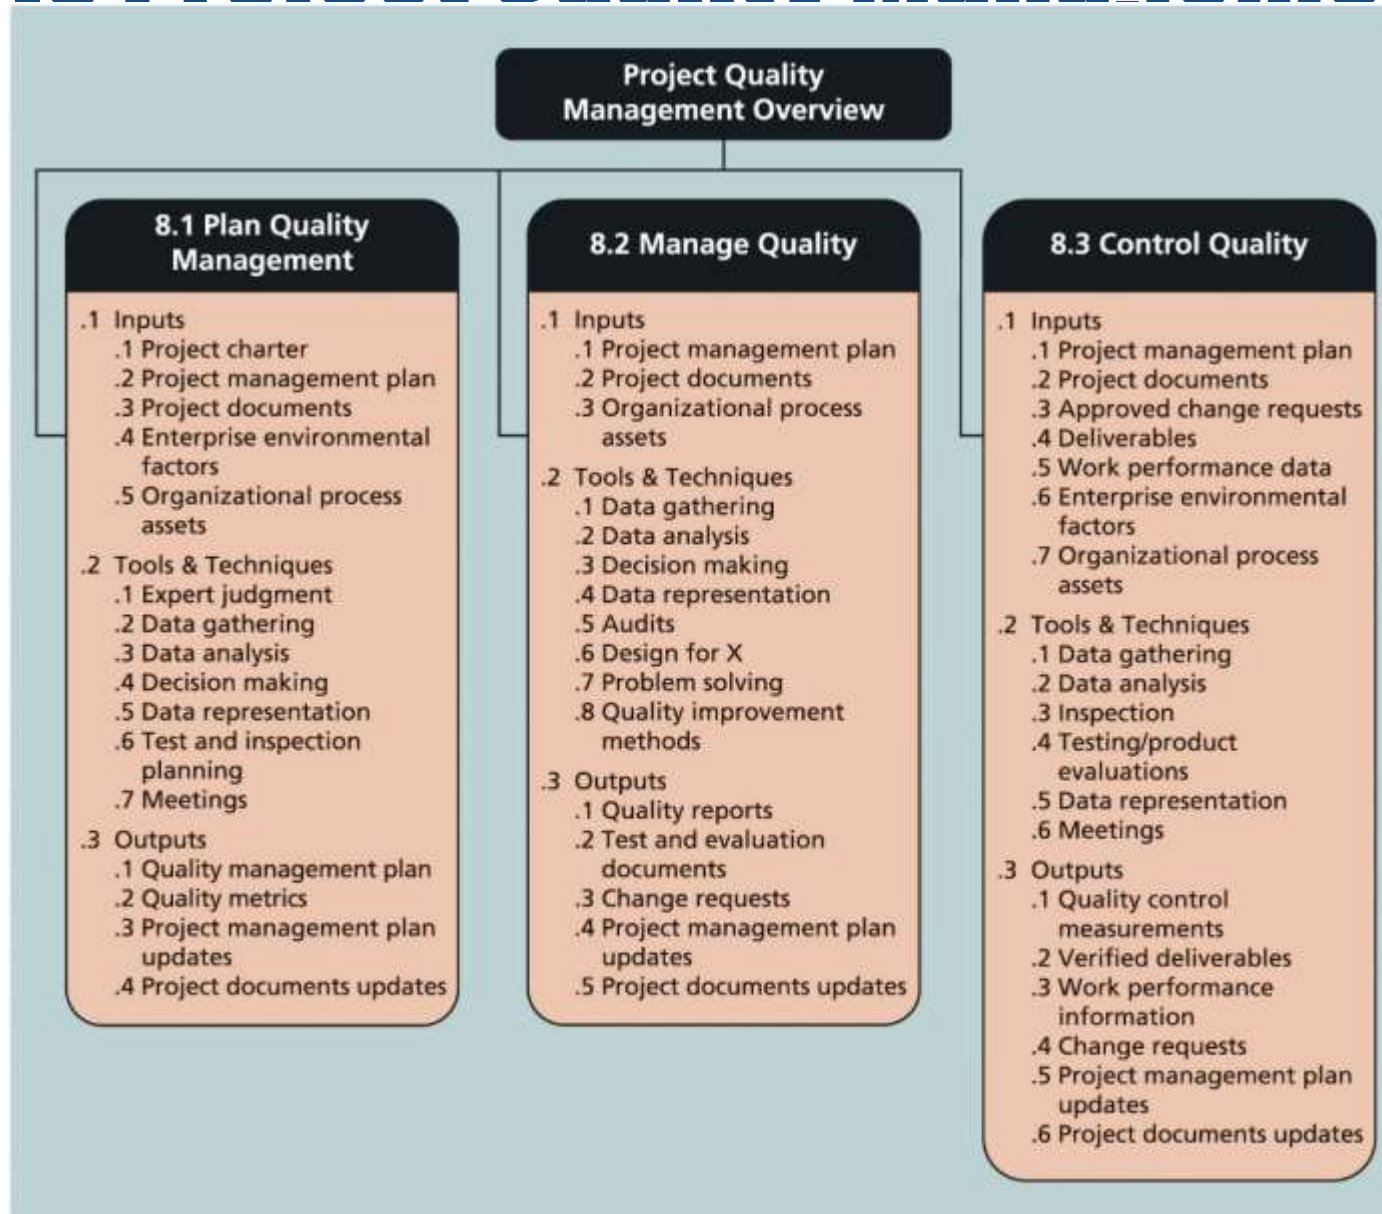 Project Quality
Management Overview
8.1 Plan Quality
Management
.1 Inputs
.1 Project charter
.2 Project management plan
.3 Project documents
.4 Enterprise environmental
factors
.5 Organizational process
assets
.2 Tools & Techniques
.1 Expert judgment
.2 Data gathering
.3 Data analysis
.4 Decision making
.5 Data representation
.6 Test and inspection
planning
.7 Meetings
.3 Outputs
.1 Quality management plan
.2 Quality metrics
.3 Project management plan
updates
.4 Project documents updates
8.2 Manage Quality
.1 Inputs
.1 Project management plan
.2 Project documents
.3 Organizational process
assets
.2 Tools & Techniques
.1 Data gathering
.2 Data analysis
.3 Decision making
.4 Data representation
.5 Audits
.6 Design for X
.7 Problem solving
.8 Quality improvement
methods
.3 Outputs
.1 Quality reports
.2 Test and evaluation
documents
.3 Change requests
.4 Project management plan
updates
.5 Project documents updates
8.3 Control Quality
.1 Inputs
.1 Project management plan
.2 Project documents
.3 Approved change requests
.4 Deliverables
.5 Work performance data
.6 Enterprise environmental
factors
.7 Organizational process
assets
.2 Tools & Techniques
.1 Data gathering
.2 Data analysis
.3 Inspection
.4 Testing/product
evaluations
.5 Data representation
.6 Meetings
.3 Outputs
.1 Quality control
measurements
.2 Verified deliverables
.3 Work performance
information
.4 Change requests
.5 Project management plan
updates
.6 Project documents updates